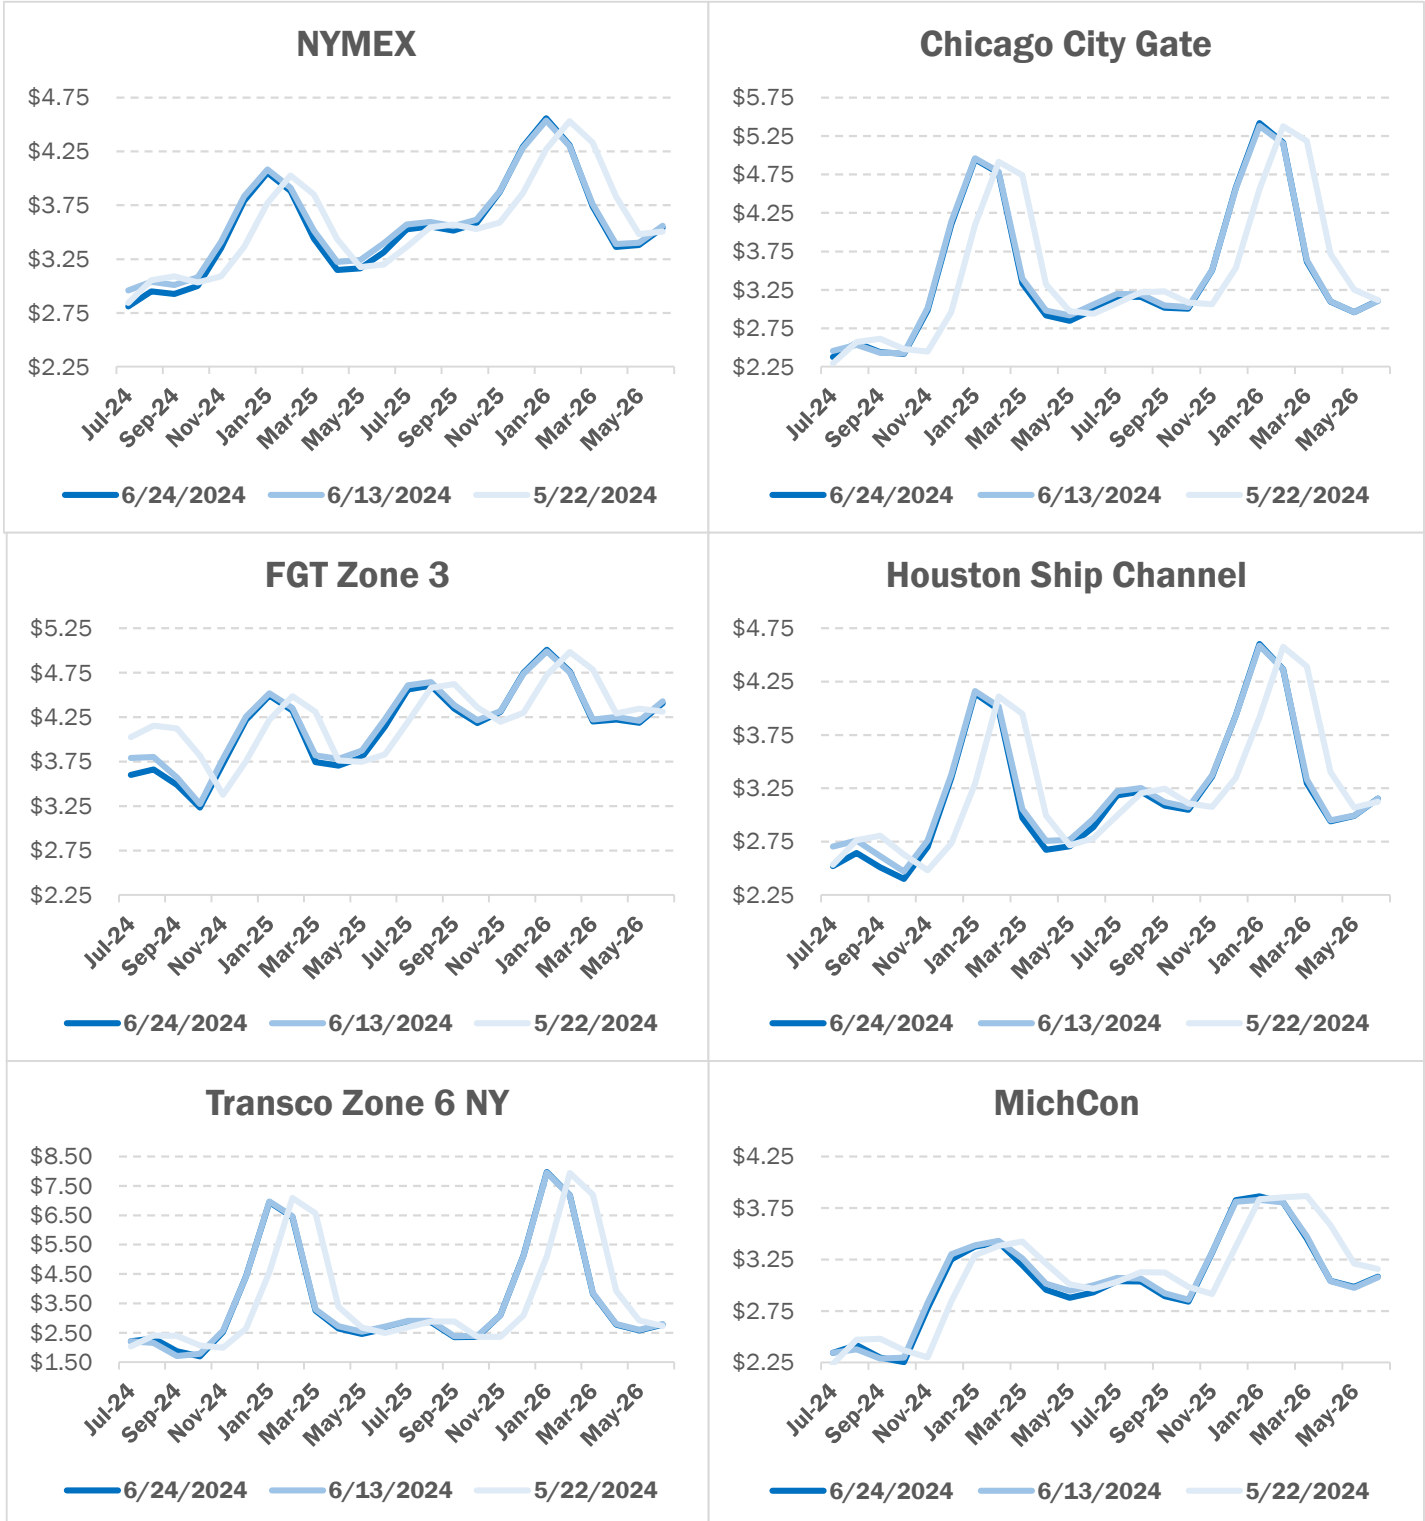 NYMEX
$4.75
$4.25
$3.75
$3.25
$2.75
$2.25
Jul-24 Sep-24 Nov-24 Jan-25 Mar-25 May-25 Jul-25 Sep-25 Nov-25 Jan-26 Mar-26 May-26
6/24/2024 6/13/2024 5/22/2024
Chicago City Gate
$5.75
$5.25
$4.75
$4.25
$3.75
$3.25
$2.75
$2.25
Jul-24 Sep-24 Nov-24 Jan-25 Mar-25 May-25 Jul-25 Sep-25 Nov-25 Jan-26 Mar-26 May-26
6/24/2024 6/13/2024 5/22/2024
FGT Zone 3
$5.25
$4.75
$4.25
$3.75
$3.25
$2.75
$2.25
Jul-24 Sep-24 Nov-24 Jan-25 Mar-25 May-25 Jul-25 Sep-25 Nov-25 Jan-26 Mar-26 May-26
6/24/2024 6/13/2024 5/22/2024
Houston Ship Channel
$4.75
$4.25
$3.75
$3.25
$2.75
$2.25
Jul-24 Sep-24 Nov-24 Jan-25 Mar-25 May-25 Jul-25 Sep-25 Nov-25 Jan-26 Mar-26 May-26
6/24/2024 6/13/2024 5/22/2024
Transco Zone 6 NY
$8.50
$7.50
$6.50
$5.50
$4.50
$3.50
$2.50
$1.50
Jul-24 Sep-24 Nov-24 Jan-25 Mar-25 May-25 Jul-25 Sep-25 Nov-25 Jan-26 Mar-26 May-26
6/24/2024 6/13/2024 5/22/2024
MichCon
$4.25
$3.75
$3.25
$2.75
$2.25
Jul-24 Sep-24 Nov-24 Jan-25 Mar-25 May-25 Jul-25 Sep-25 Nov-25 Jan-26 Mar-26 May-26
6/24/2024 6/13/2024 5/22/2024